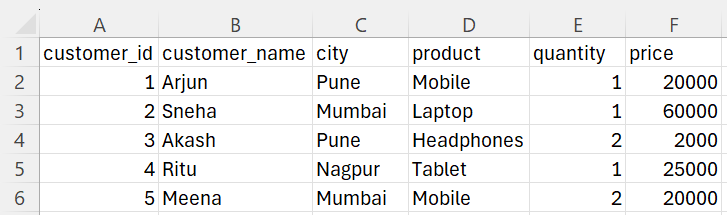 A B C D E F
1 customer_id customer_name city product quantity price
2 1 Arjun Pune Mobile 1 20000
3 2 Sneha Mumbai Laptop 1 60000
4 3 Akash Pune Headphones 2 2000
5 4 Ritu Nagpur Tablet 1 25000
6 5 Meena Mumbai Mobile 2 20000